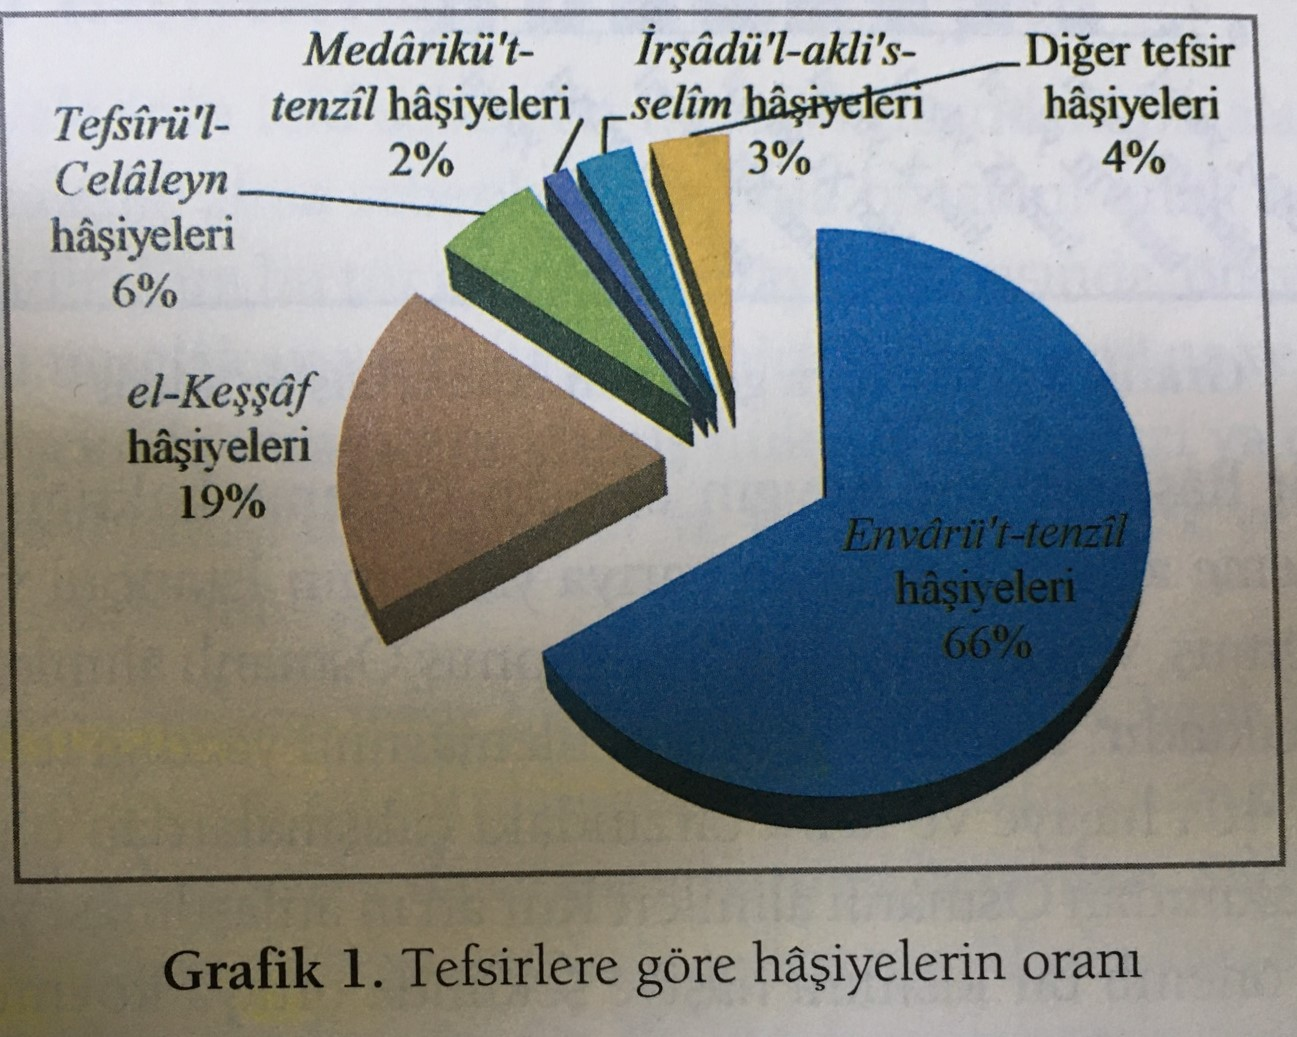 Medârikü't-
tenzîl hâşiyeleri
2%
İrşâdü'l-akli's-
selîm hâşiyeleri
3%
Diğer tefsir
hâşiyeleri
4%
Tefsîrü'l-
Celâleyn
hâşiyeleri
6%
el-Keşşâf
hâşiyeleri
19%
Envârü't-tenzîl
hâşiyeleri
66%
Grafik 1. Tefsirlere göre hâşiyelerin oranı